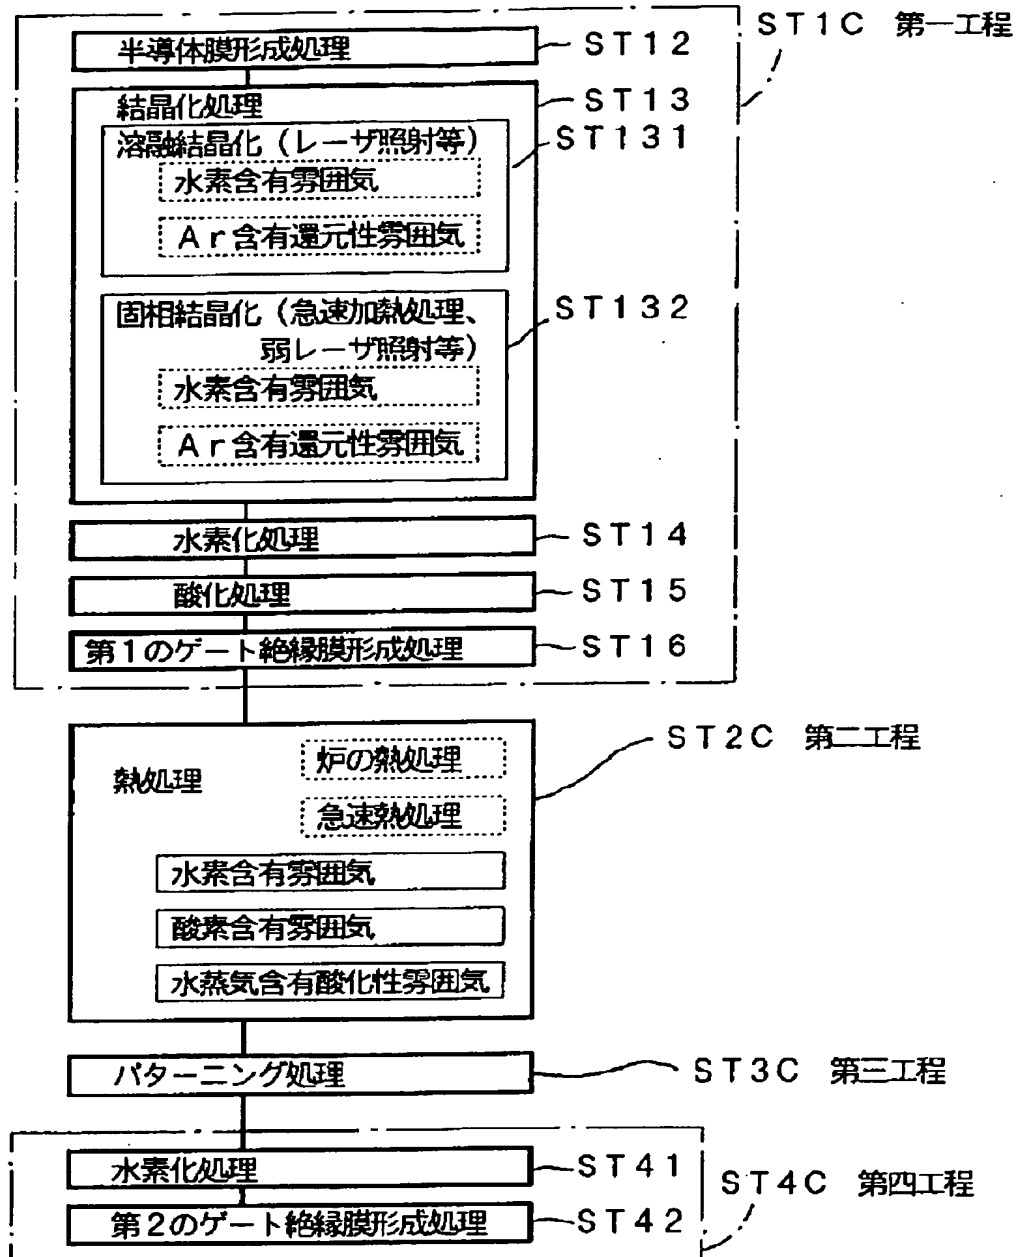 ST1C 第一工程
半導体膜形成処理 ST12
結晶化処理 ST13
溶融結晶化（レーザ照射等） ST131
水素含有雰囲気
Ar含有還元性雰囲気
固相結晶化（急速加熱処理、 ST132
弱レーザ照射等）
水素含有雰囲気
Ar含有還元性雰囲気
水素化処理 ST14
酸化処理 ST15
第1のゲート絶縁膜形成処理 ST16
ST2C 第二工程
炉の熱処理
熱処理
急速熱処理
水素含有雰囲気
酸素含有雰囲気
水蒸気含有酸化性雰囲気
パターニング処理 ST3C 第三工程
水素化処理 ST41
ST4C 第四工程
第2のゲート絶縁膜形成処理 ST42